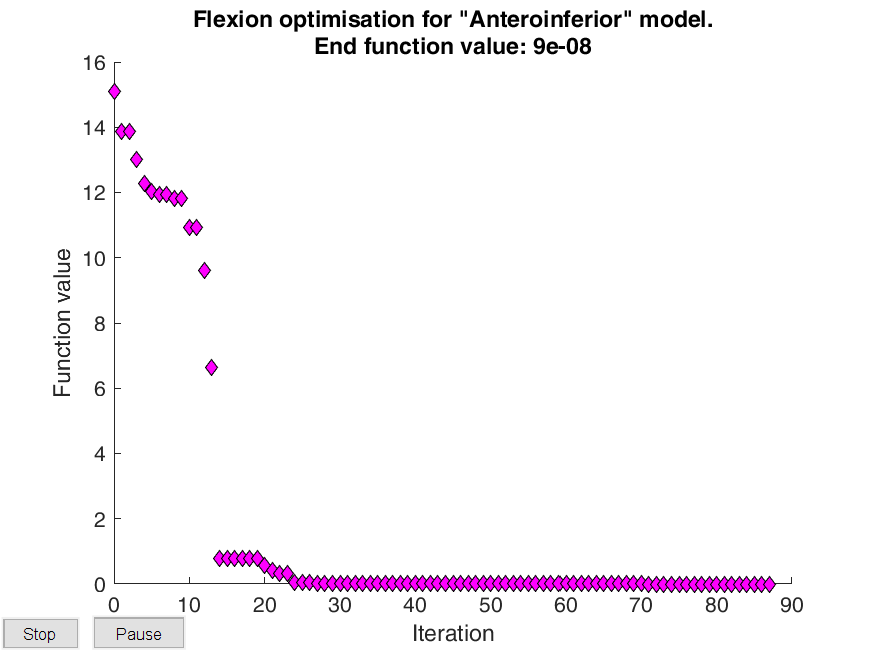 Flexion optimisation for "Anteroinferior" model.
End function value: 9e-08
16
14
12
10
8
6
4
2
0
Function value
0 10 20 30 40 50 60 70 80 90
Iteration
Stop Pause